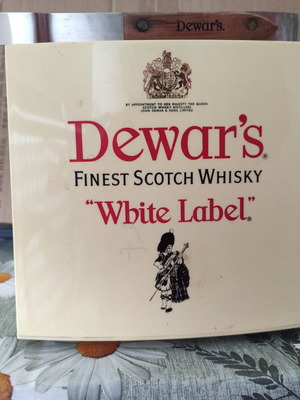 Dewar's.
BY APPOINTMENT TO HER MAJESTY THE QUEEN
SCOTCH WHISKY DISTILLERS
JOHN DEWAR & SONS LIMITED
Dewar's®
FINEST SCOTCH WHISKY
"White Label"®